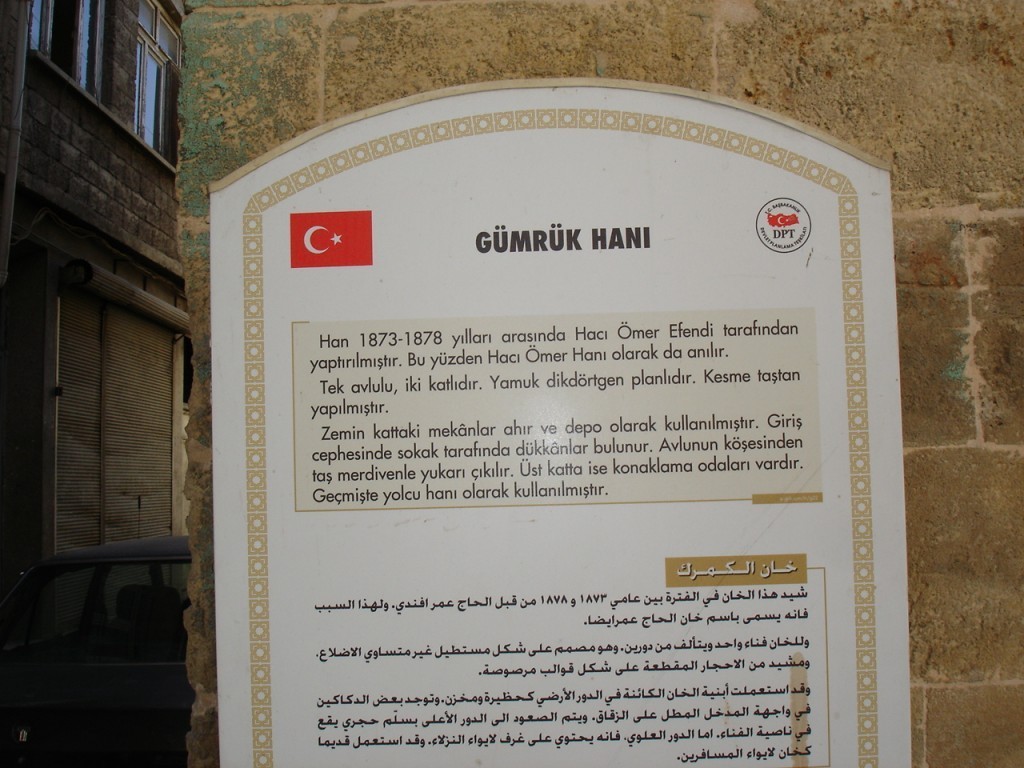 GÜMRÜK HANI
T.C. BAŞBAKANLIK
DEVLET PLANLAMA TEŞKİLATI
DPT
Han 1873-1878 yılları arasında Hacı Ömer Efendi tarafından
yaptırılmıştır. Bu yüzden Hacı Ömer Hanı olarak da anılır.
Tek avlulu, iki katlıdır. Yamuk dikdörtgen planlıdır. Kesme taştan
yapılmıştır.
Zemin kattaki mekânlar ahır ve depo olarak kullanılmıştır. Giriş
cephesinde sokak tarafında dükkânlar bulunur. Avlunun köşesinden
taş merdivenle yukarı çıkılır. Üst katta ise konaklama odaları vardır.
Geçmişte yolcu hanı olarak kullanılmıştır.
خان الكمرك
شيد هذا الخان في الفترة بين عامي ١٨٧٣ و ١٨٧٨ من قبل الحاج عمر افندي. ولهذا السبب
فانه يسمى باسم خان الحاج عمرايضا.
وللخان فناء واحد ويتألف من دورين. وهو مصمم على شكل مستطيل غير متساوي الاضلاع.
ومشيد من الاحجار المقطعة على شكل قوالب مرصوصة.
وقد استعملت أبنية الخان الكائنة في الدور الأرضي كحظيرة ومخزن. وتوجد بعض الدكاكين
في واجهة المدخل المطل على الزقاق. ويتم الصعود الى الدور الأعلى بسلّم حجري يقع
في ناصية الفناء. اما الدور العلوي، فانه يحتوي على غرف لايواء النزلاء. وقد استعمل قديما
كخان لايواء المسافرين.